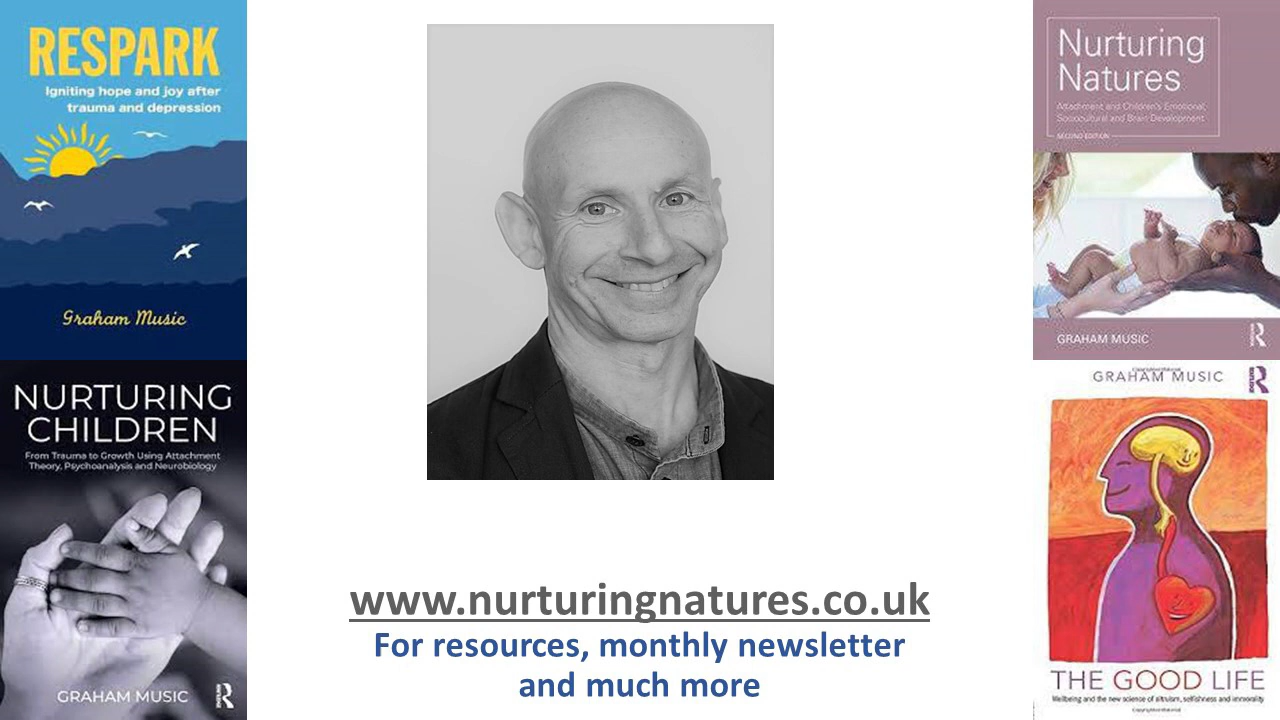 RESPARK
Igniting hope and joy after
trauma and depression
Graham Music
NURTURING
CHILDREN
From Trauma to Growth Using Attachment
Theory, Psychoanalysis and Neurobiology
GRAHAM MUSIC
www.nurturingnatures.co.uk
For resources, monthly newsletter
and much more
Nurturing
Natures
Attachment and Children's Emotional,
Sociocultural and Brain Development
SECOND EDITION
GRAHAM MUSIC
GRAHAM MUSIC
THE GOOD LIFE
Wellbeing and the new science of altruism, selfishness and immorality